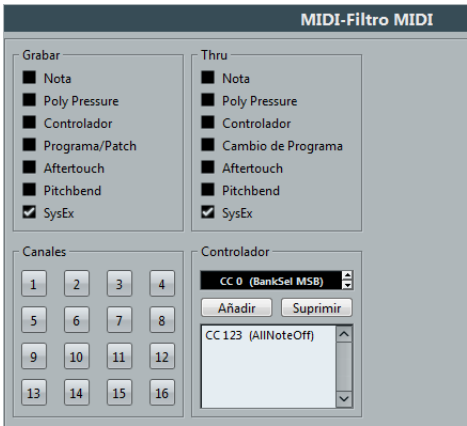 MIDI-Filtro MIDI
Grabar
Nota
Poly Pressure
Controlador
Programa/Patch
Aftertouch
Pitchbend
SysEx
Thru
Nota
Poly Pressure
Controlador
Cambio de Programa
Aftertouch
Pitchbend
SysEx
Canales
1 2 3 4
5 6 7 8
9 10 11 12
13 14 15 16
Controlador
CC 0 (BankSel MSB)
Añadir Suprimir
CC 123 (AllNoteOff)